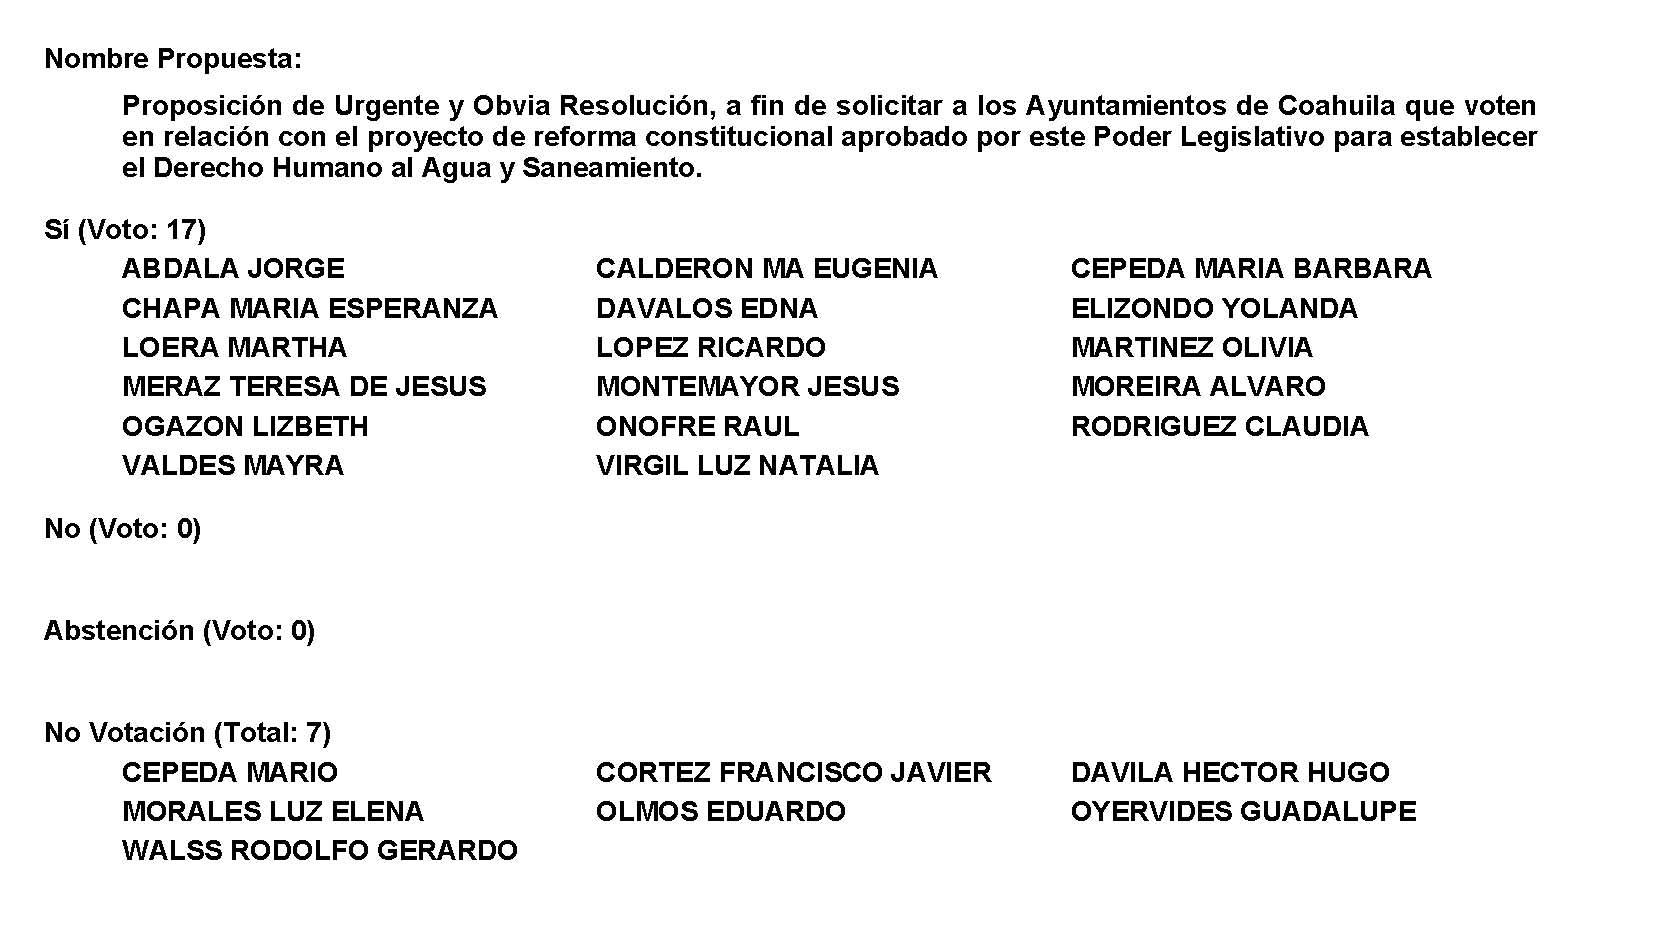 Nombre Propuesta:
Proposición de Urgente y Obvia Resolución, a fin de solicitar a los Ayuntamientos de Coahuila que voten
en relación con el proyecto de reforma constitucional aprobado por este Poder Legislativo para establecer
el Derecho Humano al Agua y Saneamiento.
Sí (Voto: 17)
ABDALA JORGE CALDERON MA EUGENIA CEPEDA MARIA BARBARA
CHAPA MARIA ESPERANZA DAVALOS EDNA ELIZONDO YOLANDA
LOERA MARTHA LOPEZ RICARDO MARTINEZ OLIVIA
MERAZ TERESA DE JESUS MONTEMAYOR JESUS MOREIRA ALVARO
OGAZON LIZBETH ONOFRE RAUL RODRIGUEZ CLAUDIA
VALDES MAYRA VIRGIL LUZ NATALIA
No (Voto: 0)
Abstención (Voto: 0)
No Votación (Total: 7)
CEPEDA MARIO CORTEZ FRANCISCO JAVIER DAVILA HECTOR HUGO
MORALES LUZ ELENA OLMOS EDUARDO OYERVIDES GUADALUPE
WALSS RODOLFO GERARDO